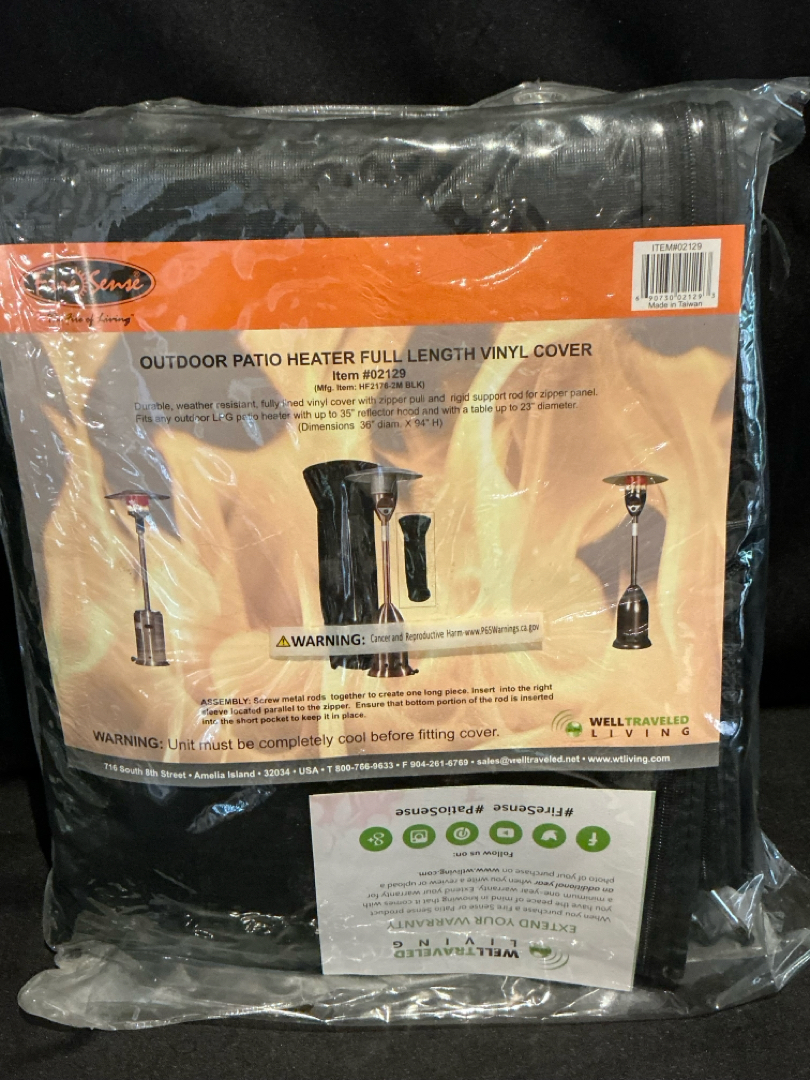 Fire Sense®
ITEM#02129
6 90730 02129 3
Made in Taiwan
OUTDOOR PATIO HEATER FULL LENGTH VINYL COVER
Item #02129
(Mfg. Item: HF2176-2M BLK)
Durable, weather resistant, fully lined vinyl cover with zipper pull and rigid support rod for zipper panel.
Fits any outdoor LPG patio heater with up to 35" reflector hood and with a table up to 23" diameter.
(Dimensions 36" diam. X 94" H)
WARNING: Cancer and Reproductive Harm-www.P65Warnings.ca.gov
ASSEMBLY: Screw metal rods together to create one long piece. Insert into the right
sleeve located parallel to the zipper. Ensure that bottom portion of the rod is inserted
into the short pocket to keep it in place.
WARNING: Unit must be completely cool before fitting cover.
WELLTRAVELED
LIVING
716 South 8th Street • Amelia Island • 32034 • USA • T 800-766-9633 • F 904-261-6769 • sales@welltraveled.net • www.wtliving.com
WELLTRAVELED
LIVING
EXTEND YOUR WARRANTY
When you purchase a Fire Sense or Patio Sense product
you have the peace of mind in knowing that it comes with
a minimum one-year warranty. Extend your warranty for
an additional year when you write a review or upload a
photo of your purchase on www.wtliving.com.
Follow us on:
#FireSense #PatioSense